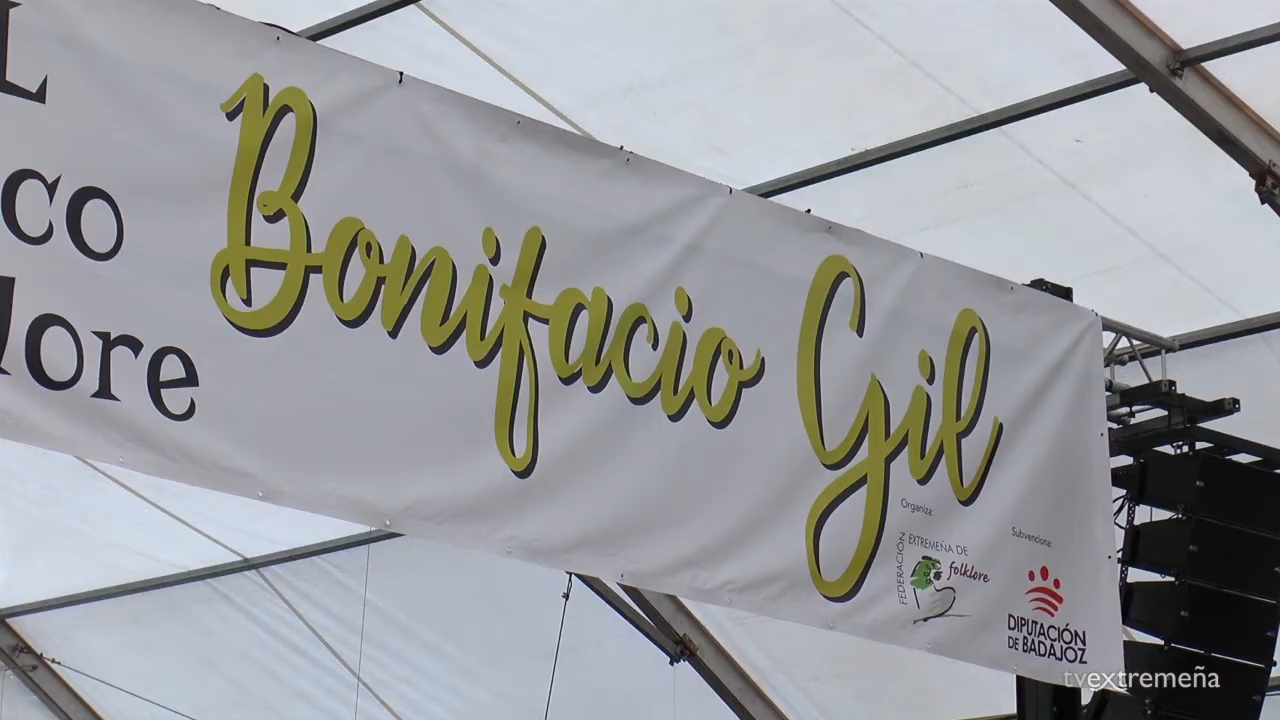 L
co
lore
Bonifacio Gil
Organiza:
FEDERACIÓN
EXTREMEÑA DE
folklore
Subvenciona:
DIPUTACIÓN
DE BADAJOZ
tvextremeña